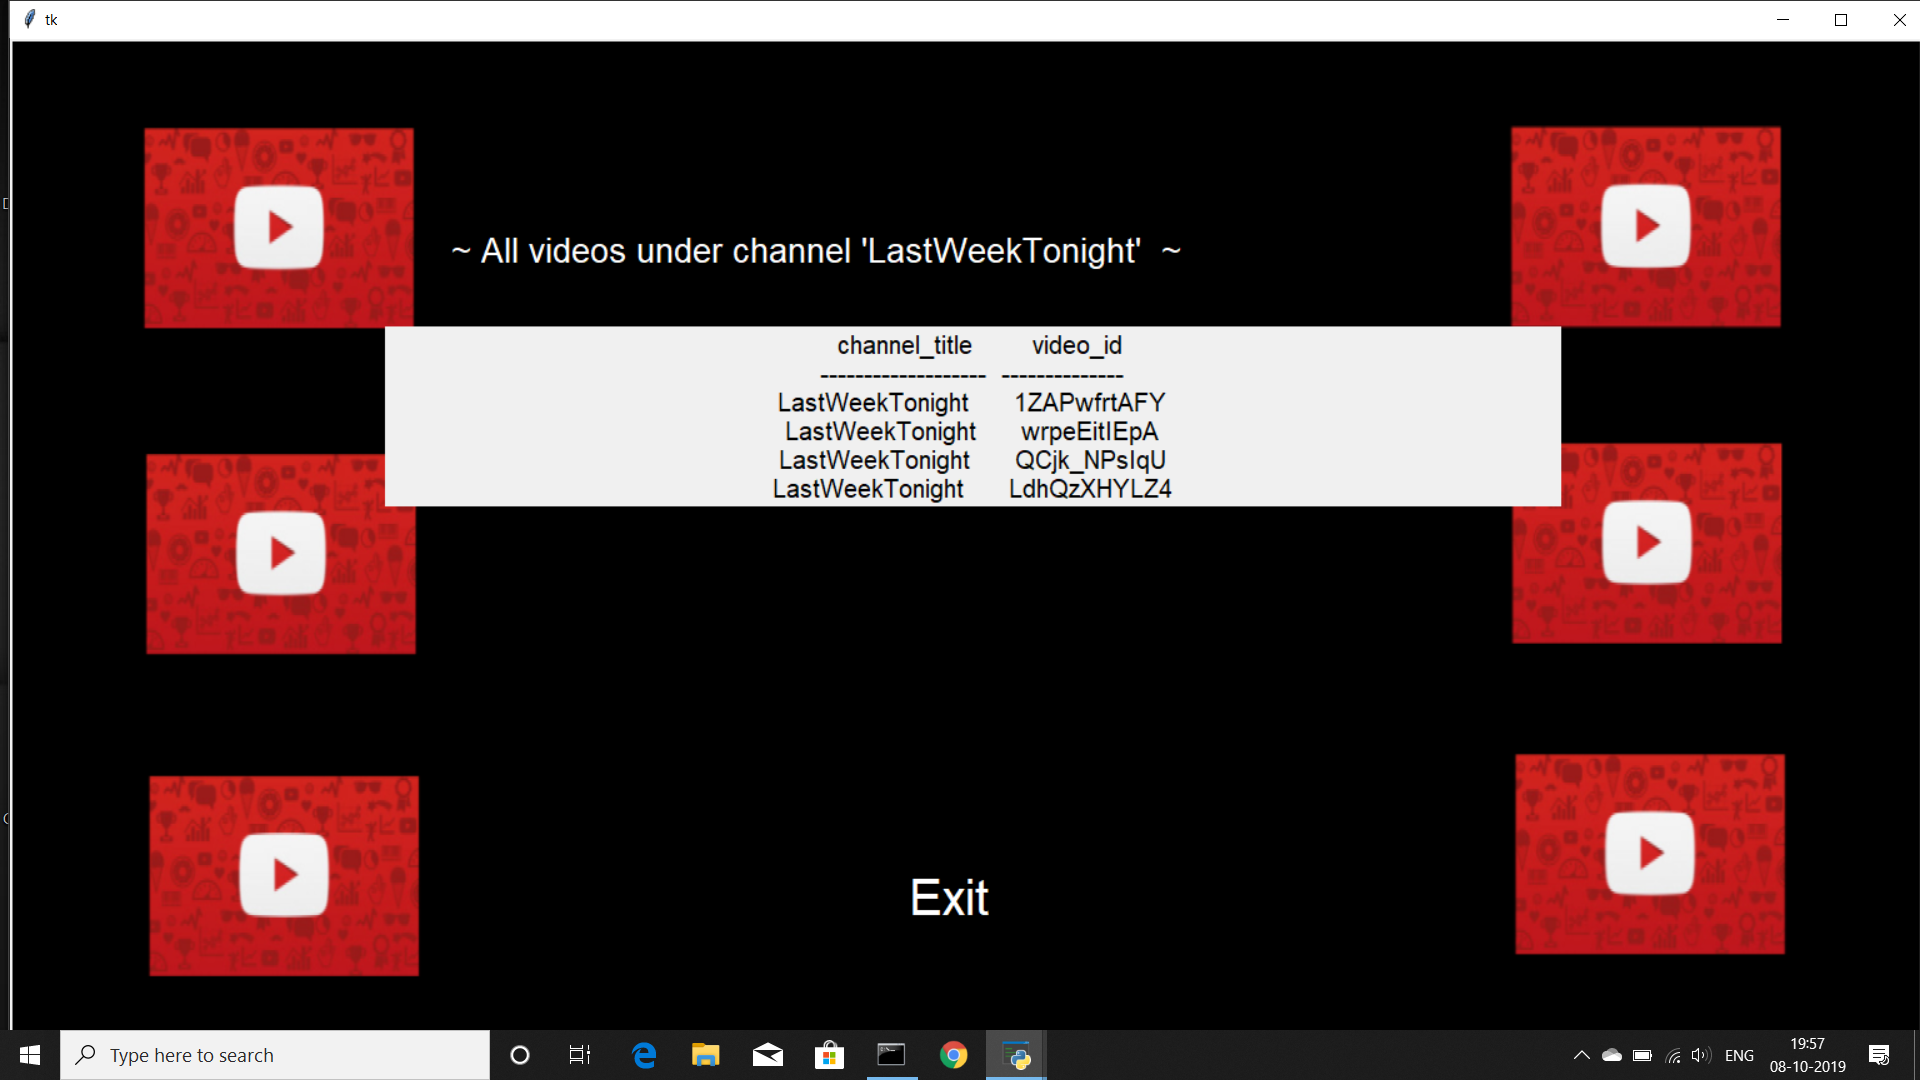 tk
~ All videos under channel 'LastWeekTonight' ~
channel_title video_id
------------------- --------------
LastWeekTonight 1ZAPwfrtAFY
LastWeekTonight wrpeEitIEpA
LastWeekTonight QCjk_NPsIqU
LastWeekTonight LdhQzXHYLZ4
Exit
Type here to search
ENG
19:57
08-10-2019